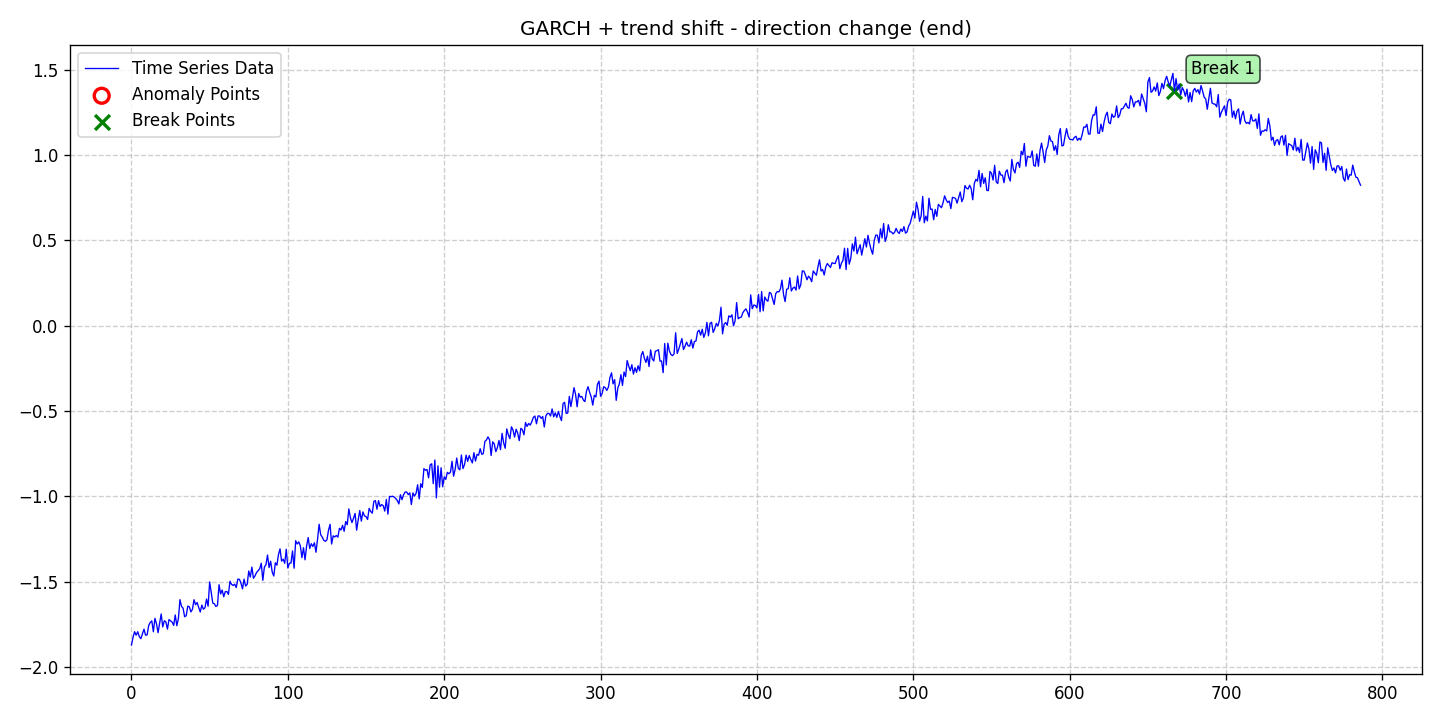 GARCH + trend shift - direction change (end)
Time Series Data
Anomaly Points
Break Points
Break 1
1.5
1.0
0.5
0.0
−0.5
−1.0
−1.5
−2.0
0 100 200 300 400 500 600 700 800